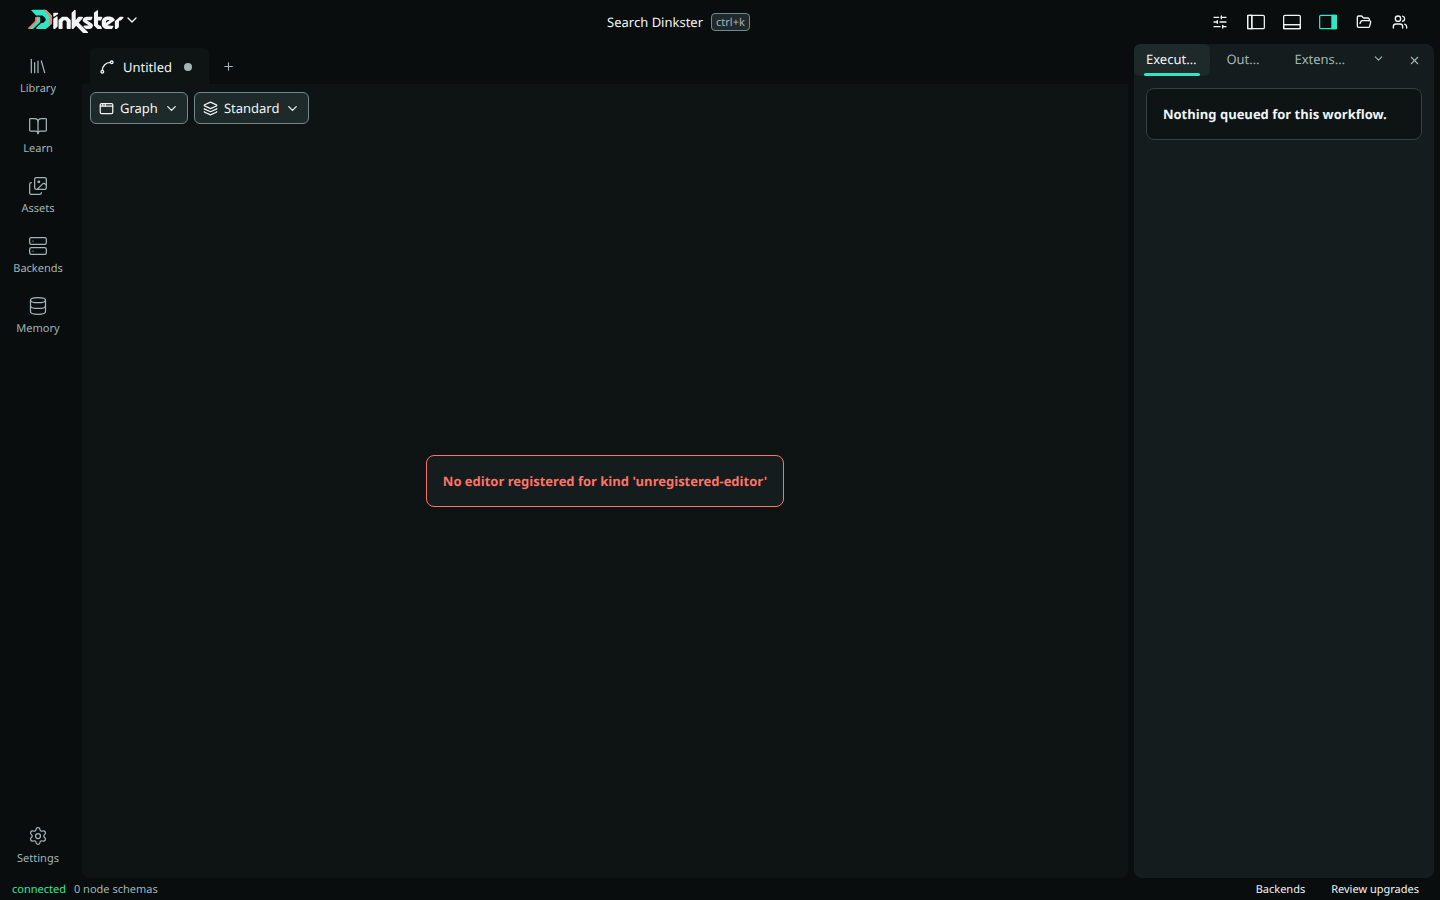 Dinkster
Search Dinkster ctrl+k
Library
Learn
Assets
Backends
Memory
Settings
Untitled
Graph
Standard
No editor registered for kind 'unregistered-editor'
Execut... Out... Extens...
Nothing queued for this workflow.
connected 0 node schemas
Backends Review upgrades